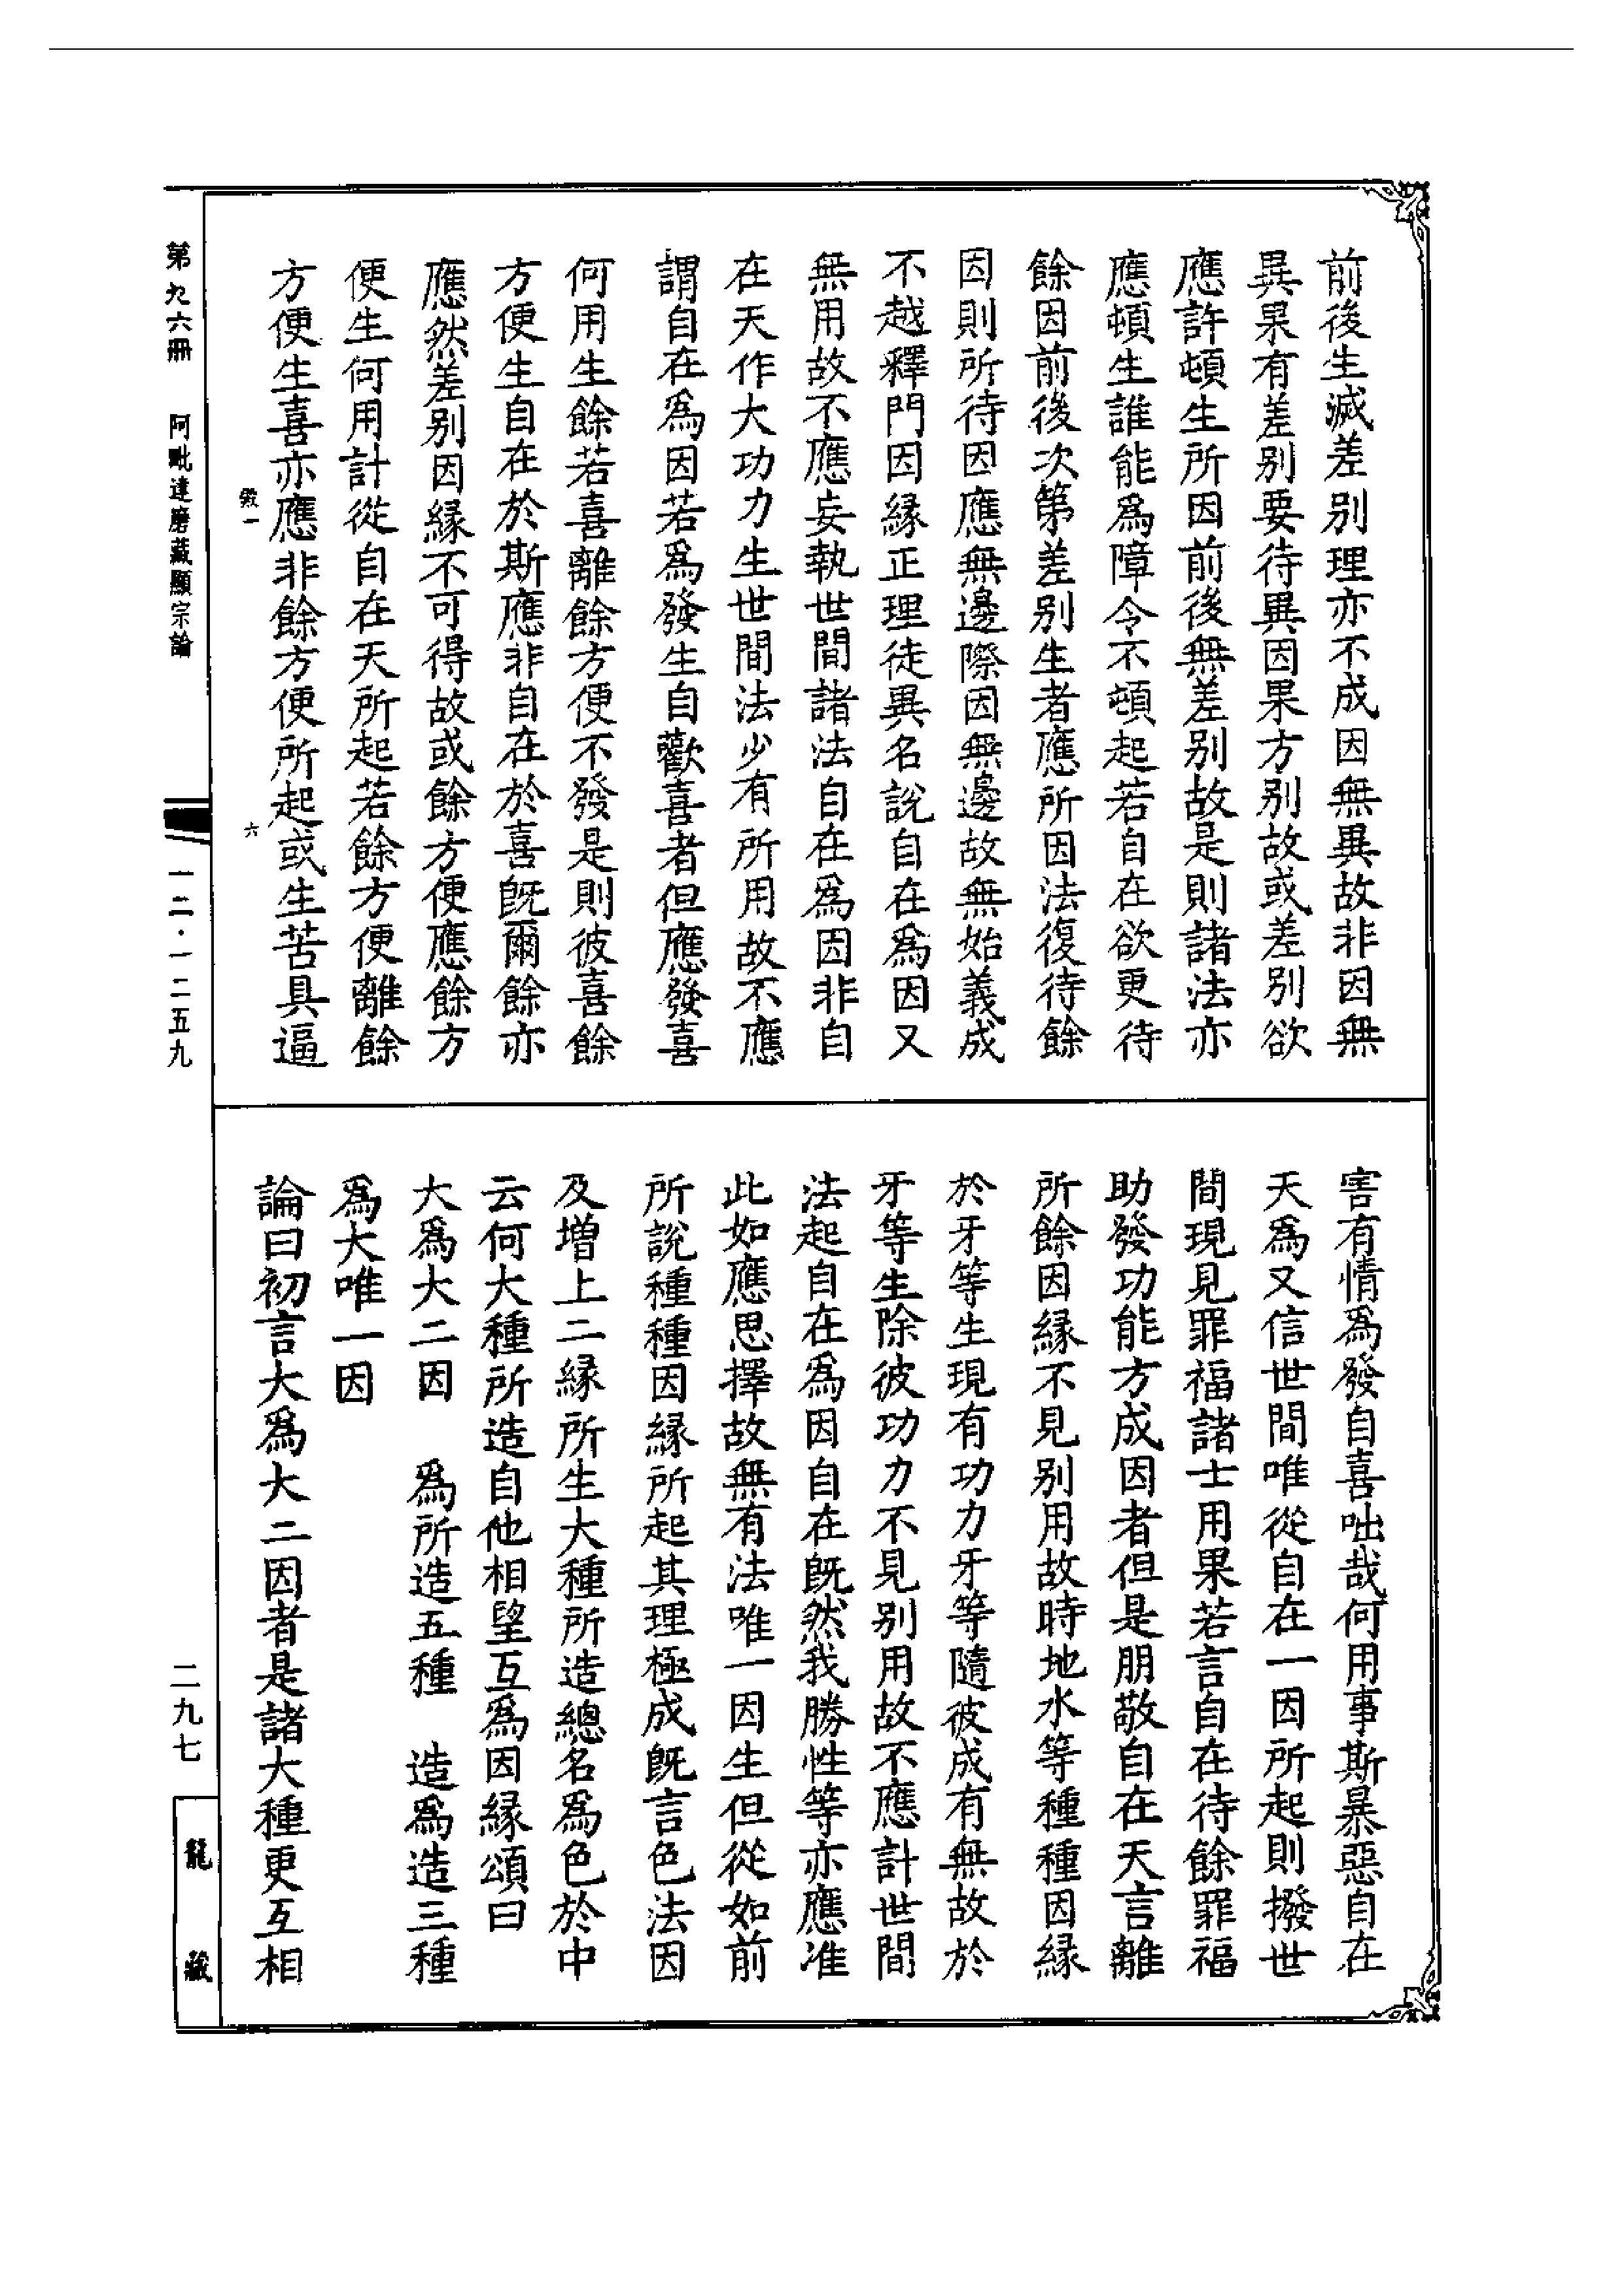 前後生滅差別理亦不成因無異故非因無
異果有差別要待異因果方別故或差別欲
應許頓生所因前後無差別故是則諸法亦
應頓生誰能爲障令不頓起若自在欲更待
餘因前後次第差別生者應所因法復待餘
因則所待因應無邊際因無邊故無始義成
不越釋門因緣正理徒異名說自在爲因又
無用故不應妄執世間諸法自在爲因非自
在天作大功力生世間法少有所用故不應
謂自在爲因若爲發生自歡喜者但應發喜
何用生餘若喜離餘方便不發是則彼喜餘
方便生自在於斯應非自在於喜旣爾餘亦
應然差別因緣不可得故或餘方便應餘方
便生何用計從自在天所起若餘方便離餘
方便生喜亦應非餘方便所起或生苦具逼
害有情爲發自喜咄哉何用事斯暴惡自在
天爲又信世間唯從自在一因所起則撥世
間現見罪福諸士用果若言自在待餘罪福
助發功能方成因者但是朋敬自在天言離
所餘因緣不見別用故時地水等種種因緣
於牙等生現有功力牙等隨彼成有無故於
牙等生除彼功力不見別用故不應計世間
法起自在爲因自在旣然我勝性等亦應准
此如應思擇故無有法唯一因生但從如前
所說種種因緣所起其理極成旣言色法因
及增上二緣所生大種所造總名爲色於中
云何大種所造自他相望互爲因緣頌曰
大爲大二因　爲所造五種　造爲造三種
爲大唯一因
論曰初言大爲大二因者是諸大種更互相
第九六冊　阿毗達磨藏顯宗論
一二·一二五九
二九七
龍藏
六